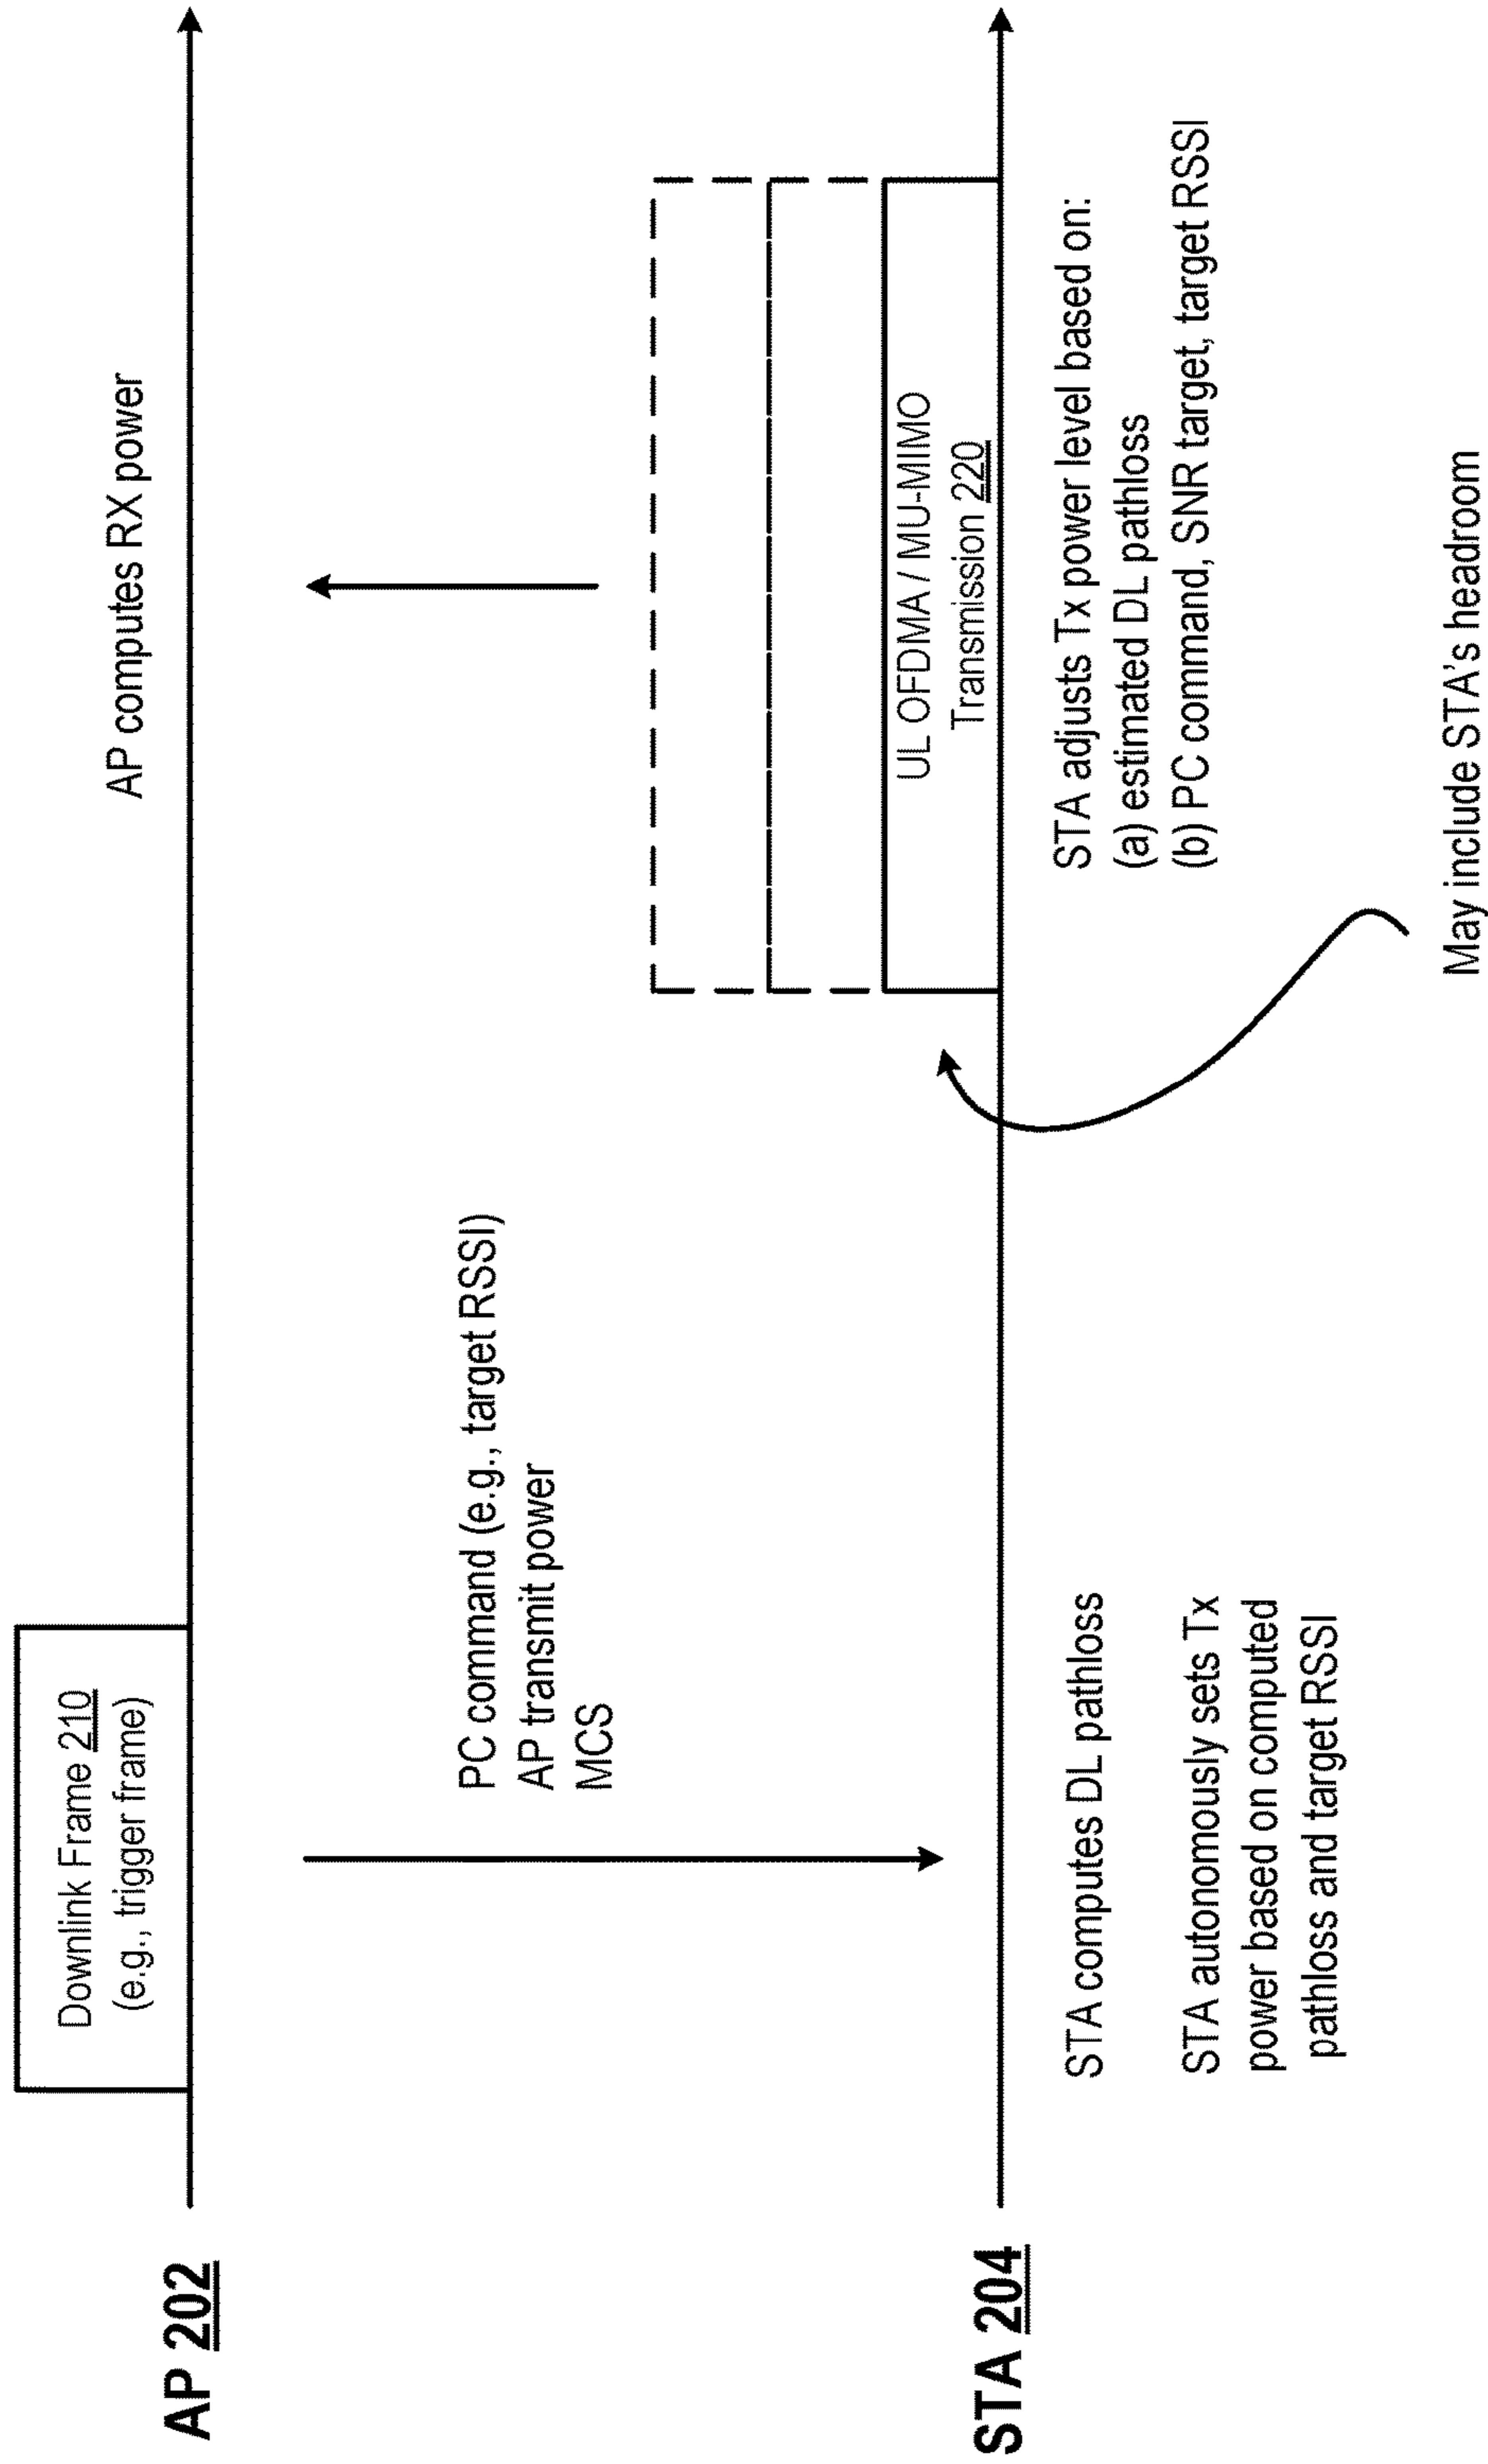 AP 202
Downlink Frame 210
(e.g., trigger frame)
AP computes RX power
PC command (e.g., target RSSI)
AP transmit power
MCS
UL OFDMA / MU-MIMO
Transmission 220
STA 204
STA computes DL pathloss
STA autonomously sets Tx
power based on computed
pathloss and target RSSI
STA adjusts Tx power level based on:
(a) estimated DL pathloss
(b) PC command, SNR target, target RSSI
May include STA's headroom